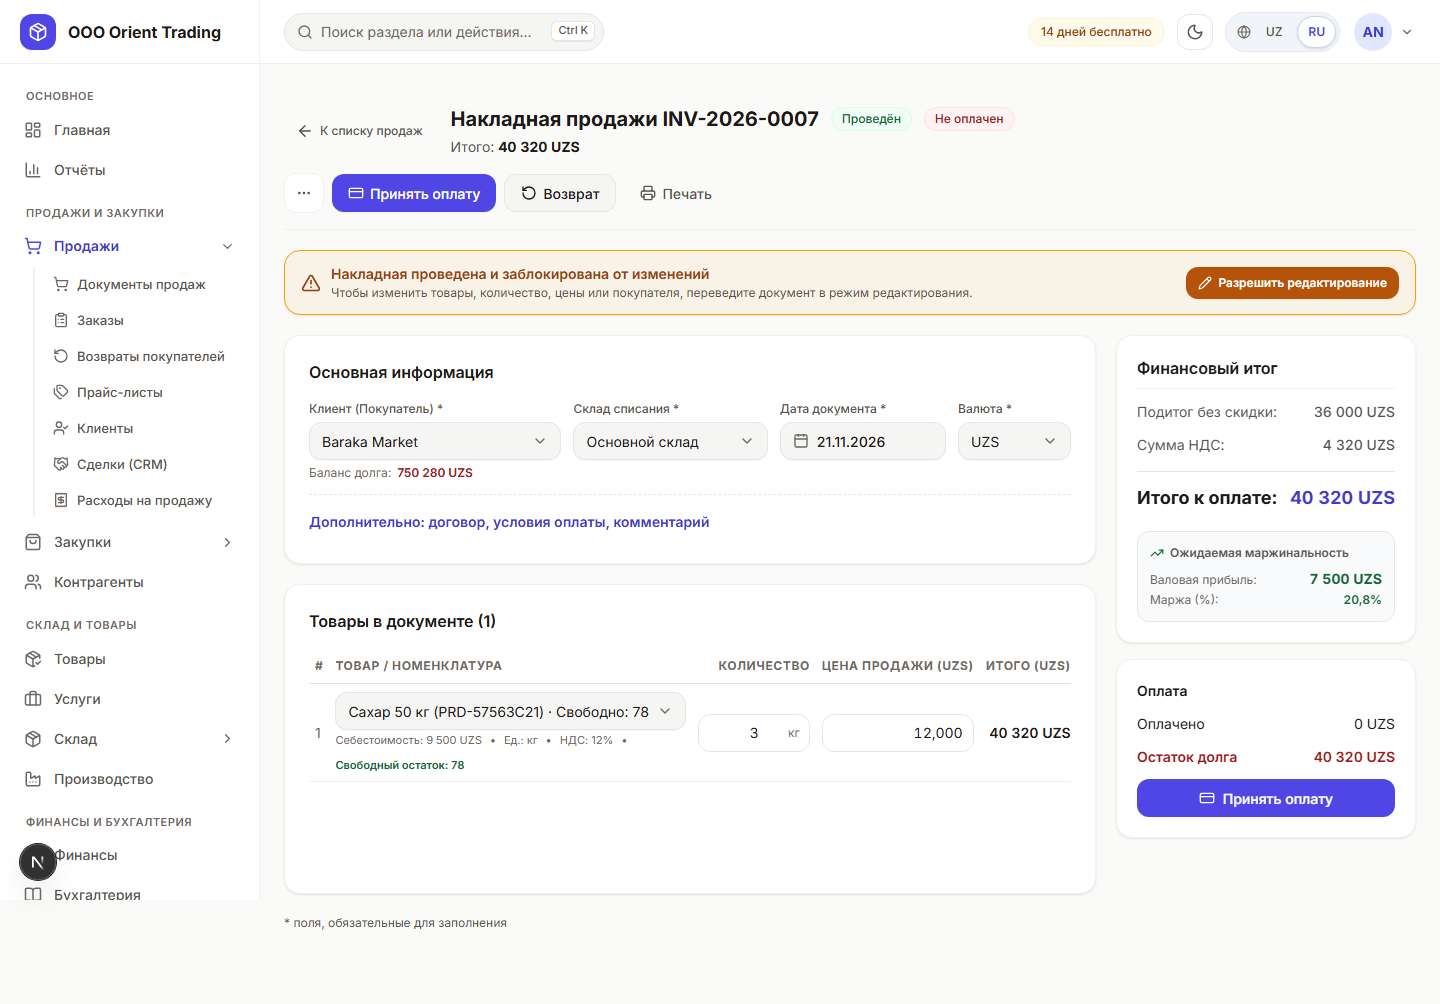 ООО Orient Trading
Поиск раздела или действия... Ctrl K
14 дней бесплатно
UZ RU
AN
ОСНОВНОЕ
Главная
Отчёты
ПРОДАЖИ И ЗАКУПКИ
Продажи
Документы продаж
Заказы
Возвраты покупателей
Прайс-листы
Клиенты
Сделки (CRM)
Расходы на продажу
Закупки
Контрагенты
СКЛАД И ТОВАРЫ
Товары
Услуги
Склад
Производство
ФИНАНСЫ И БУХГАЛТЕРИЯ
N
Финансы
Бухгалтерия
К списку продаж
Накладная продажи INV-2026-0007 Проведён Не оплачен
Итого: 40 320 UZS
Принять оплату Возврат Печать
Накладная проведена и заблокирована от изменений
Чтобы изменить товары, количество, цены или покупателя, переведите документ в режим редактирования.
Разрешить редактирование
Основная информация
Клиент (Покупатель) * Склад списания * Дата документа * Валюта *
Baraka Market Основной склад 21.11.2026 UZS
Баланс долга: 750 280 UZS
Дополнительно: договор, условия оплаты, комментарий
Товары в документе (1)
# ТОВАР / НОМЕНКЛАТУРА КОЛИЧЕСТВО ЦЕНА ПРОДАЖИ (UZS) ИТОГО (UZS)
Сахар 50 кг (PRD-57563C21) · Свободно: 78
1 3 кг 12,000 40 320 UZS
Себестоимость: 9 500 UZS • Ед.: кг • НДС: 12% •
Свободный остаток: 78
* поля, обязательные для заполнения
Финансовый итог
Подитог без скидки: 36 000 UZS
Сумма НДС: 4 320 UZS
Итого к оплате: 40 320 UZS
Ожидаемая маржинальность
Валовая прибыль: 7 500 UZS
Маржа (%): 20,8%
Оплата
Оплачено 0 UZS
Остаток долга 40 320 UZS
Принять оплату